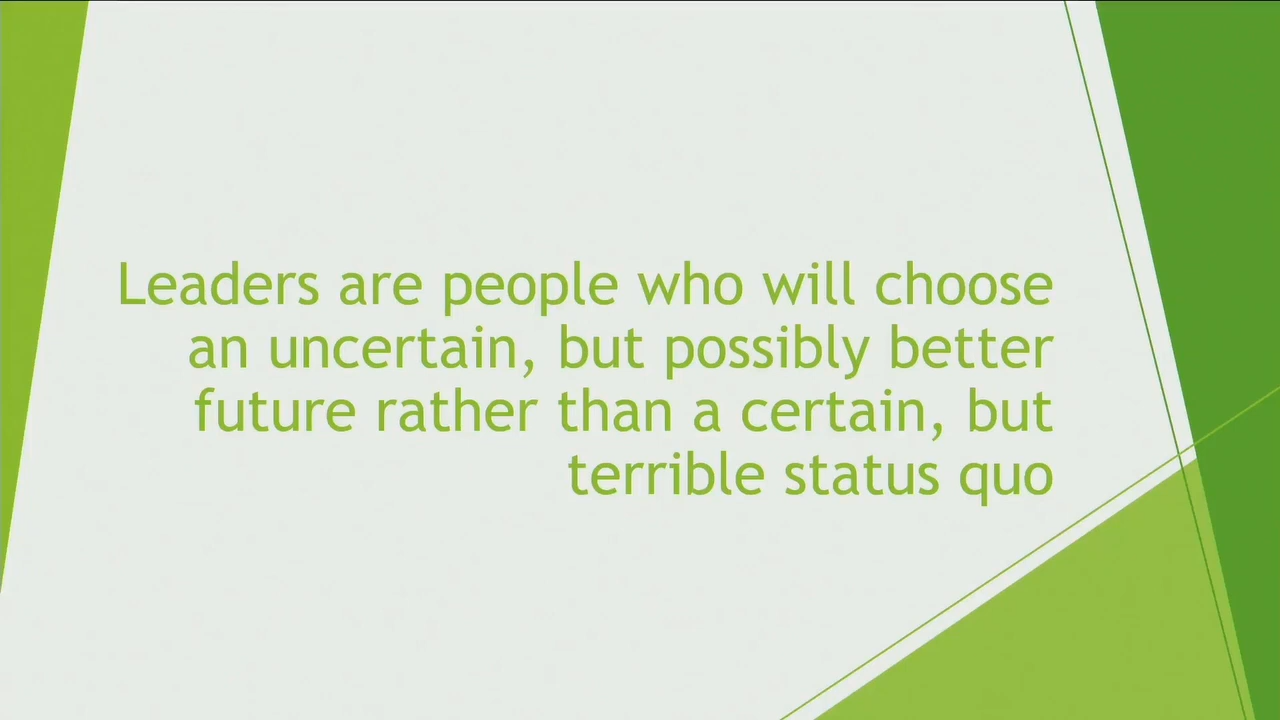 Leaders are people who will choose
an uncertain, but possibly better
future rather than a certain, but
terrible status quo